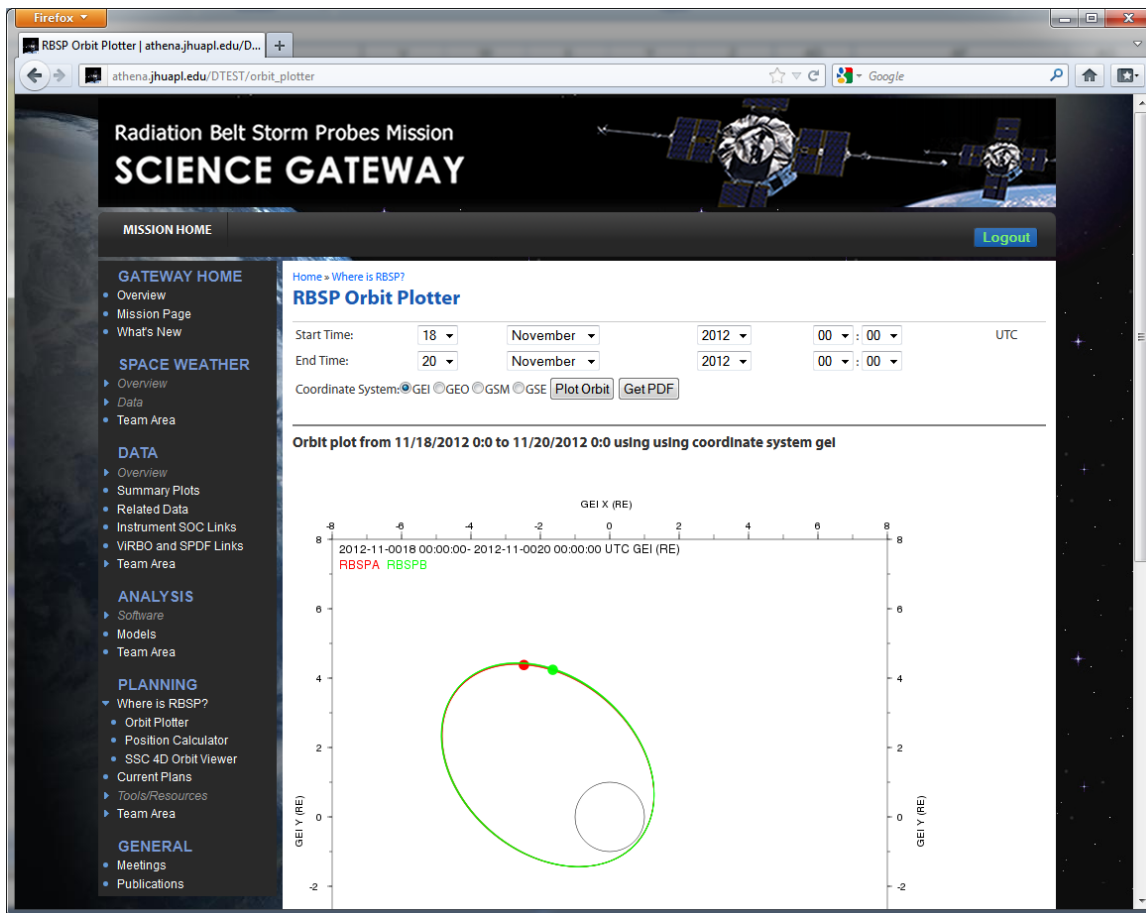 Firefox
RBSP Orbit Plotter | athena.jhuapl.edu/D...
athena.jhuapl.edu/DTEST/orbit_plotter
Google
Radiation Belt Storm Probes Mission
SCIENCE GATEWAY
MISSION HOME
Logout
GATEWAY HOME
Overview
Mission Page
What's New
SPACE WEATHER
Overview
Data
Team Area
DATA
Overview
Summary Plots
Related Data
Instrument SOC Links
ViRBO and SPDF Links
Team Area
ANALYSIS
Software
Models
Team Area
PLANNING
Where is RBSP?
Orbit Plotter
Position Calculator
SSC 4D Orbit Viewer
Current Plans
Tools/Resources
Team Area
GENERAL
Meetings
Publications
Home » Where is RBSP?
RBSP Orbit Plotter
Start Time: 18 November 2012 00 : 00 UTC
End Time: 20 November 2012 00 : 00
Coordinate System: GEI GEO GSM GSE Plot Orbit Get PDF
Orbit plot from 11/18/2012 0:0 to 11/20/2012 0:0 using using coordinate system gei
GEI X (RE)
-8 -6 -4 -2 0 2 4 6 8
8 8
2012-11-0018 00:00:00- 2012-11-0020 00:00:00 UTC GEI (RE)
RBSPA RBSPB
6 6
4 4
2 2
0 0
GEI Y (RE) GEI Y (RE)
-2 -2